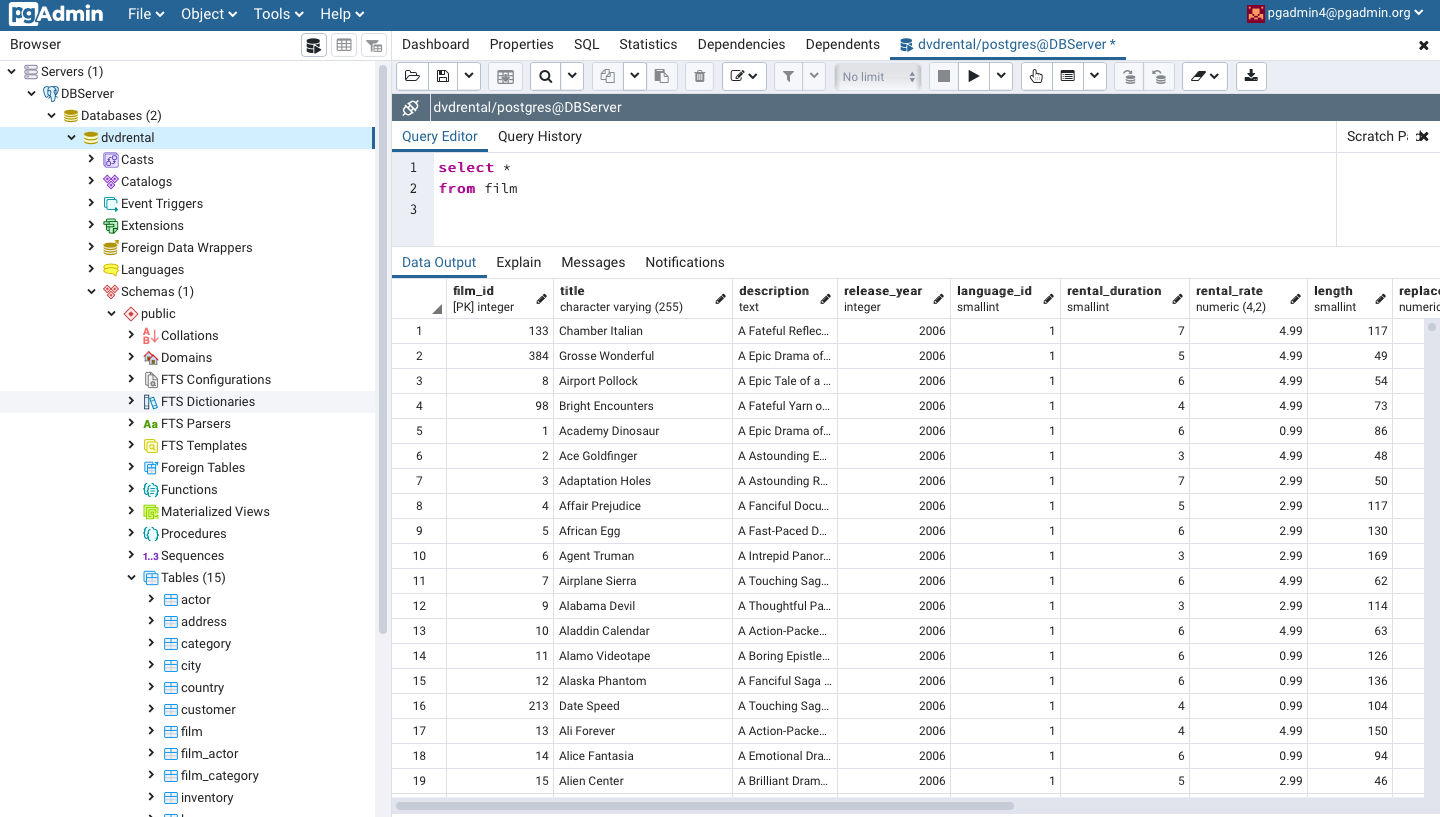 pgAdmin File Object Tools Help pgadmin4@pgadmin.org
Browser
Servers (1)
DBServer
Databases (2)
dvdrental
Casts
Catalogs
Event Triggers
Extensions
Foreign Data Wrappers
Languages
Schemas (1)
public
Collations
Domains
FTS Configurations
FTS Dictionaries
Aa FTS Parsers
FTS Templates
Foreign Tables
Functions
Materialized Views
Procedures
1..3 Sequences
Tables (15)
actor
address
category
city
country
customer
film
film_actor
film_category
inventory
Dashboard Properties SQL Statistics Dependencies Dependents dvdrental/postgres@DBServer *
No limit
dvdrental/postgres@DBServer
Query Editor Query History Scratch
1 select *
2 from film
3
Data Output Explain Messages Notifications
film_id title description release_year language_id rental_duration rental_rate length replace
[PK] integer character varying (255) text integer smallint smallint numeric (4,2) smallint numeric
1 133 Chamber Italian A Fateful Reflec... 2006 1 7 4.99 117
2 384 Grosse Wonderful A Epic Drama of... 2006 1 5 4.99 49
3 8 Airport Pollock A Epic Tale of a ... 2006 1 6 4.99 54
4 98 Bright Encounters A Fateful Yarn o... 2006 1 4 4.99 73
5 1 Academy Dinosaur A Epic Drama of... 2006 1 6 0.99 86
6 2 Ace Goldfinger A Astounding E... 2006 1 3 4.99 48
7 3 Adaptation Holes A Astounding R... 2006 1 7 2.99 50
8 4 Affair Prejudice A Fanciful Docu... 2006 1 5 2.99 117
9 5 African Egg A Fast-Paced D... 2006 1 6 2.99 130
10 6 Agent Truman A Intrepid Panor... 2006 1 3 2.99 169
11 7 Airplane Sierra A Touching Sag... 2006 1 6 4.99 62
12 9 Alabama Devil A Thoughtful Pa... 2006 1 3 2.99 114
13 10 Aladdin Calendar A Action-Packe... 2006 1 6 4.99 63
14 11 Alamo Videotape A Boring Epistle... 2006 1 6 0.99 126
15 12 Alaska Phantom A Fanciful Saga ... 2006 1 6 0.99 136
16 213 Date Speed A Touching Sag... 2006 1 4 0.99 104
17 13 Ali Forever A Action-Packe... 2006 1 4 4.99 150
18 14 Alice Fantasia A Emotional Dra... 2006 1 6 0.99 94
19 15 Alien Center A Brilliant Dram... 2006 1 5 2.99 46